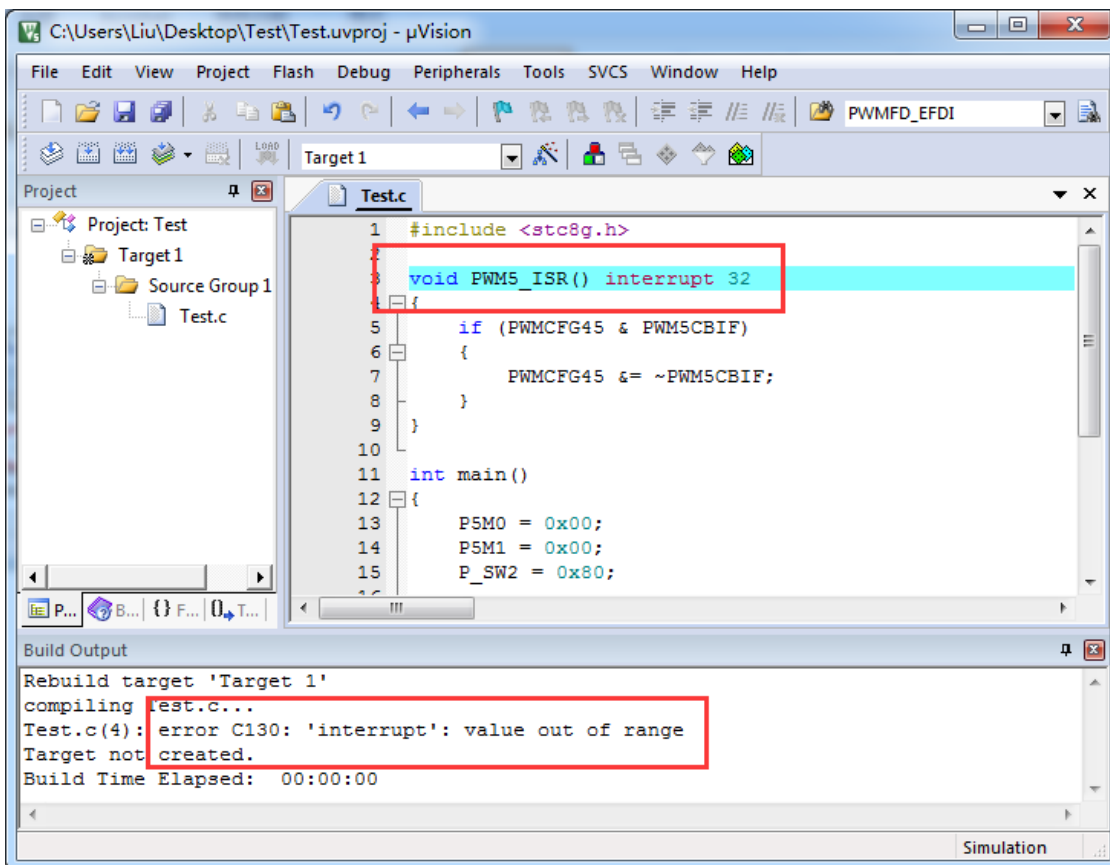 C:\Users\Liu\Desktop\Test\Test.uvproj - µVision
File Edit View Project Flash Debug Peripherals Tools SVCS Window Help
PWMFD_EFDI
LOAD
Target 1
Project
Test.c
Project: Test
Target 1
Source Group 1
Test.c
1 #include <stc8g.h>
2
3 void PWM5_ISR() interrupt 32
4 {
5 if (PWMCFG45 & PWM5CBIF)
6 {
7 PWMCFG45 &= ~PWM5CBIF;
8 }
9 }
10
11 int main()
12 {
13 P5M0 = 0x00;
14 P5M1 = 0x00;
15 P_SW2 = 0x80;
P... B... {} F... 0 T...
Build Output
Rebuild target 'Target 1'
compiling Test.c...
Test.c(4): error C130: 'interrupt': value out of range
Target not created.
Build Time Elapsed: 00:00:00
Simulation